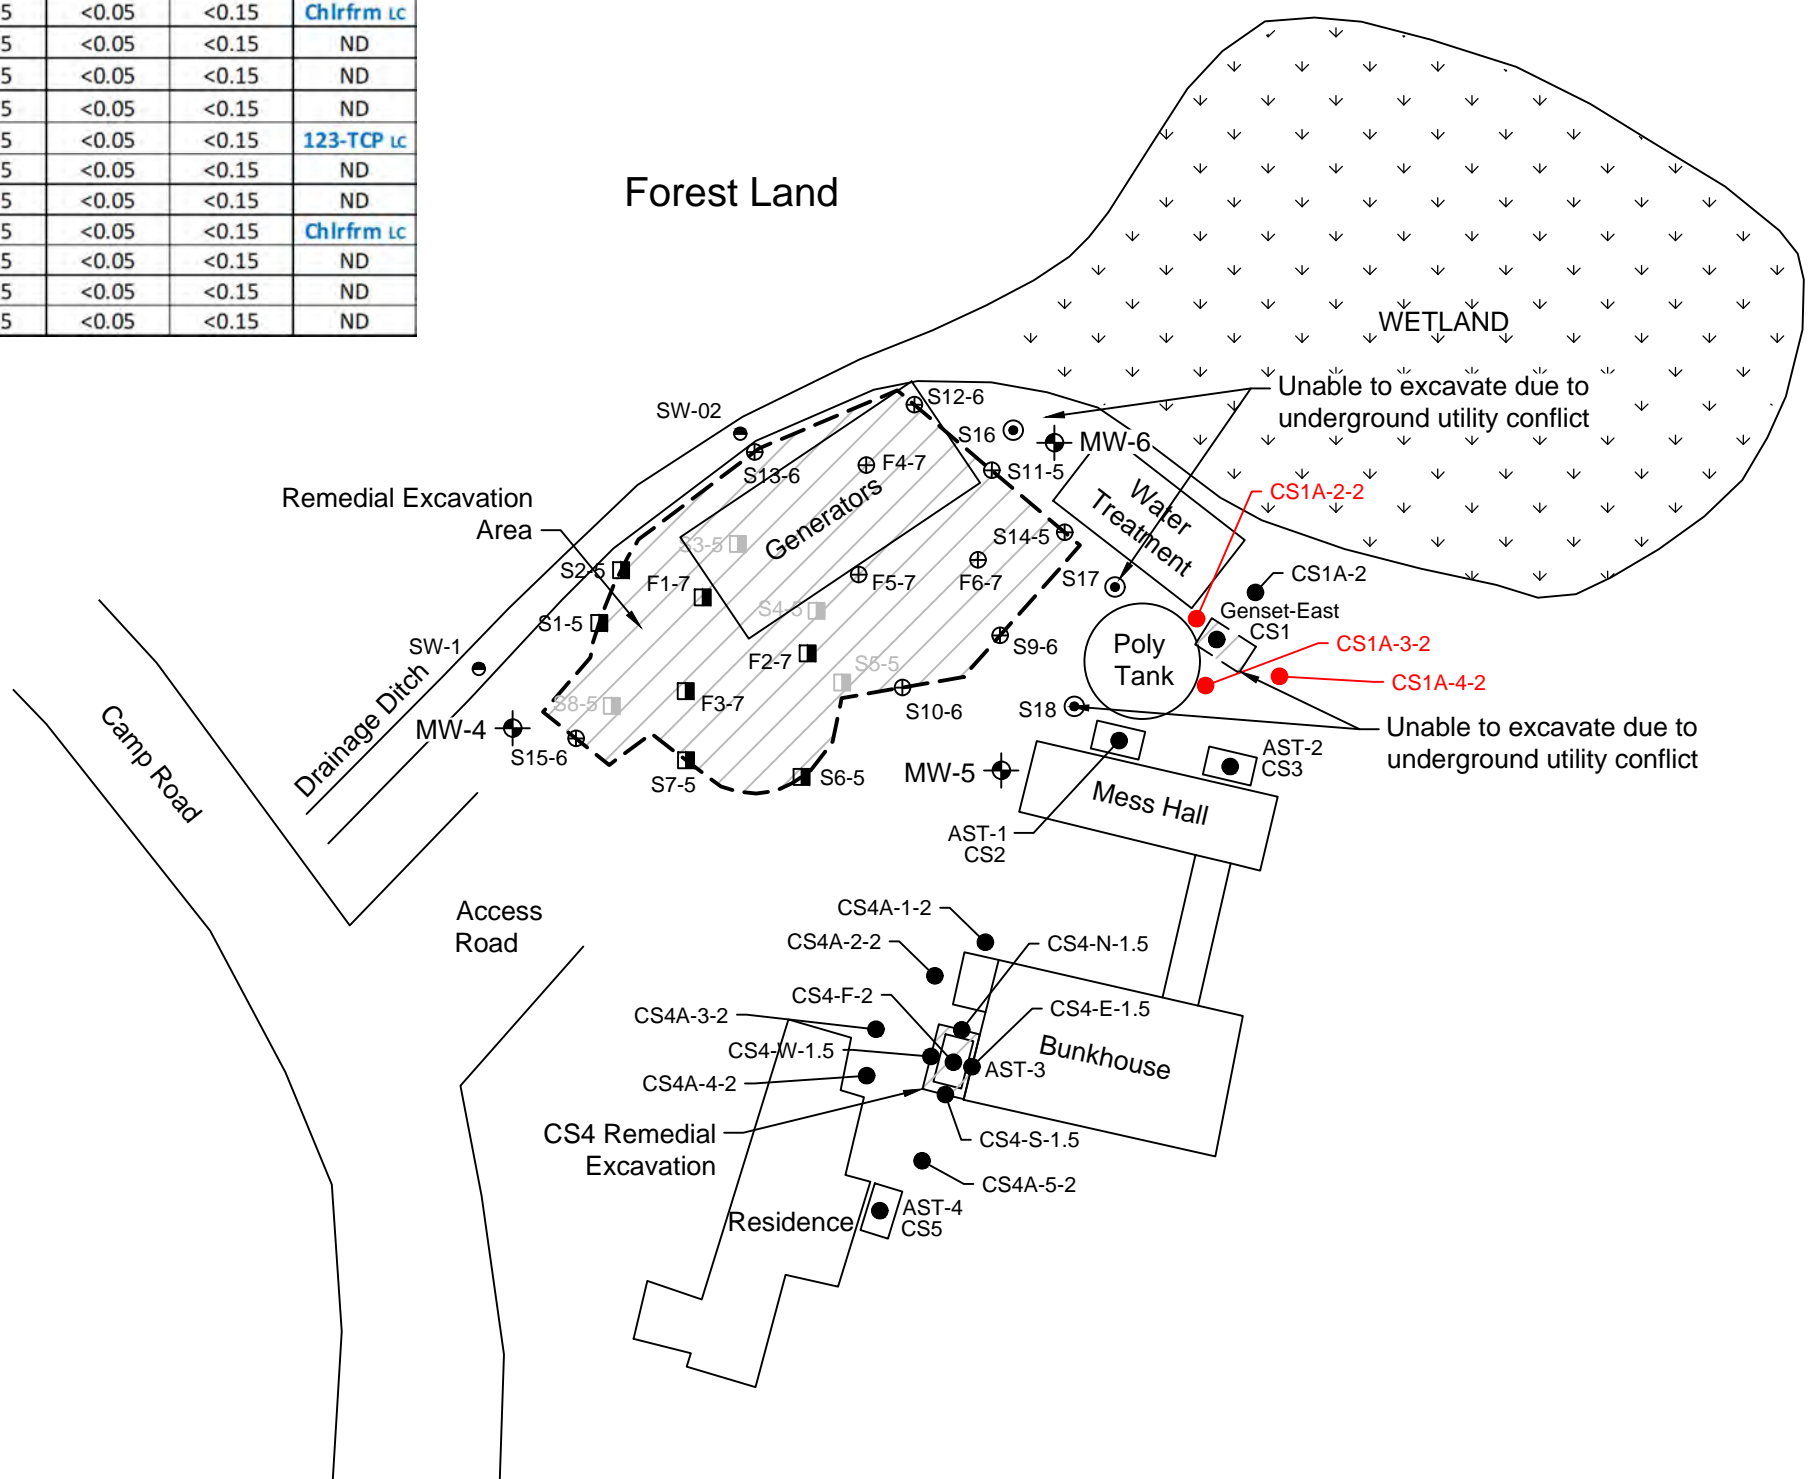 5 <0.05 <0.15 Chlrfrm LC
5 <0.05 <0.15 ND
5 <0.05 <0.15 ND
5 <0.05 <0.15 ND
5 <0.05 <0.15 123-TCP LC
5 <0.05 <0.15 ND
5 <0.05 <0.15 ND
5 <0.05 <0.15 Chlrfrm LC
5 <0.05 <0.15 ND
5 <0.05 <0.15 ND
5 <0.05 <0.15 ND
Forest Land
WETLAND
Unable to excavate due to
underground utility conflict
S12-6
SW-02
S16
MW-6
S13-6
F4-7
S11-5
Remedial Excavation
Area
Generators
Water
Treatment
CS1A-2-2
S3-5
S14-5
S2-5
F1-7
F5-7
F6-7
S17
CS1A-2
S4-5
Genset-East
CS1
S1-5
SW-1
F2-7
S9-6
Poly
Tank
CS1A-3-2
S5-5
CS1A-4-2
Camp Road
Drainage Ditch
S8-5
F3-7
S10-6
S18
MW-4
S15-6
Unable to excavate due to
underground utility conflict
S7-5
S6-5
MW-5
AST-2
CS3
Mess Hall
AST-1
CS2
Access
Road
CS4A-1-2
CS4A-2-2
CS4-N-1.5
CS4-F-2
CS4-E-1.5
CS4A-3-2
CS4-W-1.5
Bunkhouse
AST-3
CS4A-4-2
CS4 Remedial
Excavation
CS4-S-1.5
CS4A-5-2
Residence
AST-4
CS5